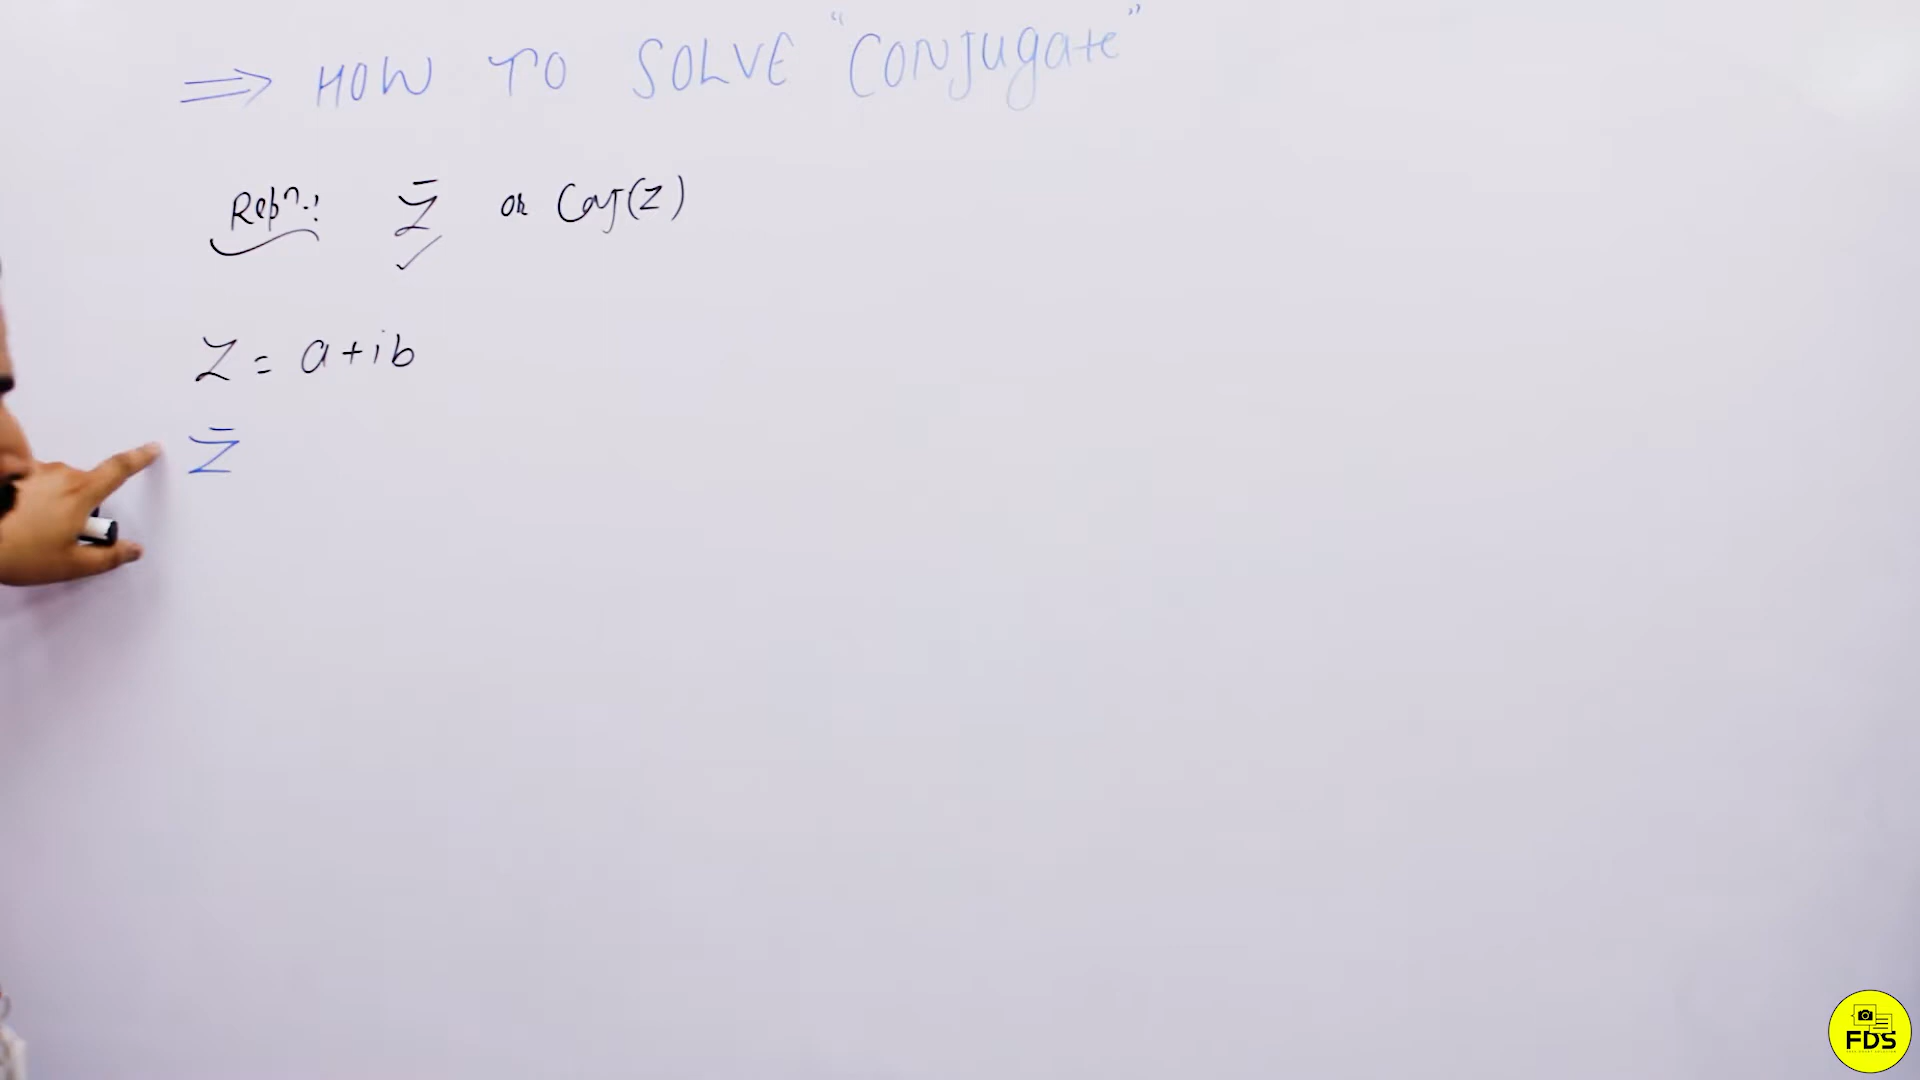 ⇒ HOW TO SOLVE "CONJUgate"
Repⁿ.: z̄ or Conj(z)
z = a+ib
z̄
FDS